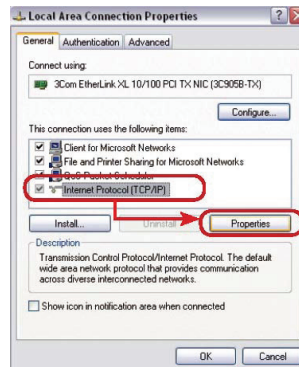 Local Area Connection Properties
General Authentication Advanced
Connect using:
3Com EtherLink XL 10/100 PCI TX NIC (3C905B-TX)
Configure...
This connection uses the following items:
Client for Microsoft Networks
File and Printer Sharing for Microsoft Networks
QoS Packet Scheduler
Internet Protocol (TCP/IP)
Install... Uninstall Properties
Description
Transmission Control Protocol/Internet Protocol. The default
wide area network protocol that provides communication
across diverse interconnected networks.
Show icon in notification area when connected
OK Cancel